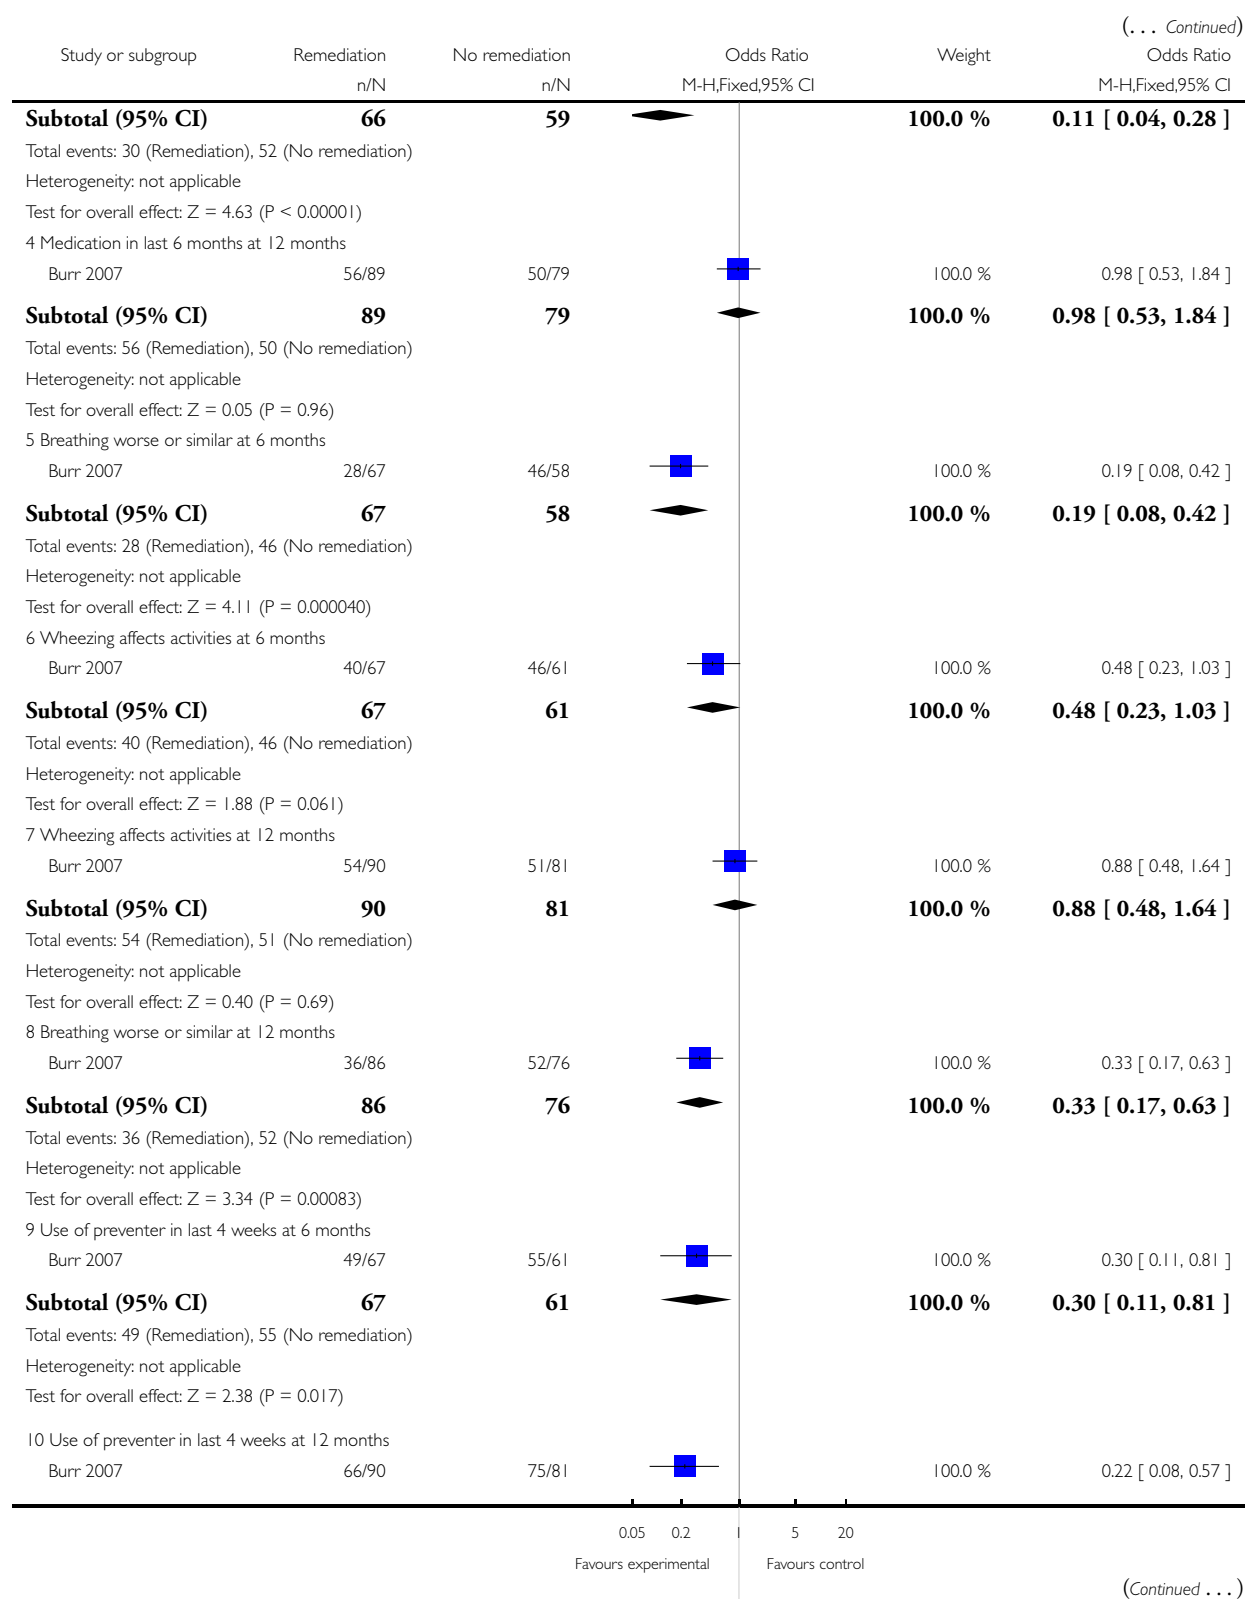 (... Continued)
Study or subgroup Remediation No remediation Odds Ratio Weight Odds Ratio
n/N n/N M-H,Fixed,95% CI M-H,Fixed,95% CI
Subtotal (95% CI) 66 59 100.0 % 0.11 [ 0.04, 0.28 ]
Total events: 30 (Remediation), 52 (No remediation)
Heterogeneity: not applicable
Test for overall effect: Z = 4.63 (P < 0.00001)
4 Medication in last 6 months at 12 months
Burr 2007 56/89 50/79 100.0 % 0.98 [ 0.53, 1.84 ]
Subtotal (95% CI) 89 79 100.0 % 0.98 [ 0.53, 1.84 ]
Total events: 56 (Remediation), 50 (No remediation)
Heterogeneity: not applicable
Test for overall effect: Z = 0.05 (P = 0.96)
5 Breathing worse or similar at 6 months
Burr 2007 28/67 46/58 100.0 % 0.19 [ 0.08, 0.42 ]
Subtotal (95% CI) 67 58 100.0 % 0.19 [ 0.08, 0.42 ]
Total events: 28 (Remediation), 46 (No remediation)
Heterogeneity: not applicable
Test for overall effect: Z = 4.11 (P = 0.000040)
6 Wheezing affects activities at 6 months
Burr 2007 40/67 46/61 100.0 % 0.48 [ 0.23, 1.03 ]
Subtotal (95% CI) 67 61 100.0 % 0.48 [ 0.23, 1.03 ]
Total events: 40 (Remediation), 46 (No remediation)
Heterogeneity: not applicable
Test for overall effect: Z = 1.88 (P = 0.061)
7 Wheezing affects activities at 12 months
Burr 2007 54/90 51/81 100.0 % 0.88 [ 0.48, 1.64 ]
Subtotal (95% CI) 90 81 100.0 % 0.88 [ 0.48, 1.64 ]
Total events: 54 (Remediation), 51 (No remediation)
Heterogeneity: not applicable
Test for overall effect: Z = 0.40 (P = 0.69)
8 Breathing worse or similar at 12 months
Burr 2007 36/86 52/76 100.0 % 0.33 [ 0.17, 0.63 ]
Subtotal (95% CI) 86 76 100.0 % 0.33 [ 0.17, 0.63 ]
Total events: 36 (Remediation), 52 (No remediation)
Heterogeneity: not applicable
Test for overall effect: Z = 3.34 (P = 0.00083)
9 Use of preventer in last 4 weeks at 6 months
Burr 2007 49/67 55/61 100.0 % 0.30 [ 0.11, 0.81 ]
Subtotal (95% CI) 67 61 100.0 % 0.30 [ 0.11, 0.81 ]
Total events: 49 (Remediation), 55 (No remediation)
Heterogeneity: not applicable
Test for overall effect: Z = 2.38 (P = 0.017)
10 Use of preventer in last 4 weeks at 12 months
Burr 2007 66/90 75/81 100.0 % 0.22 [ 0.08, 0.57 ]
0.05 0.2 1 5 20
Favours experimental Favours control
(Continued ...)